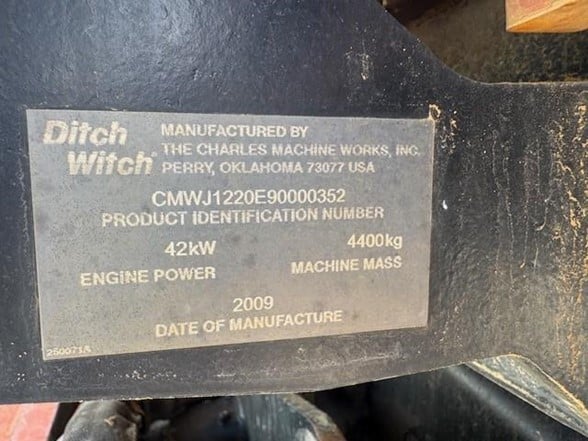 Ditch
Witch
MANUFACTURED BY
THE CHARLES MACHINE WORKS, INC.
PERRY, OKLAHOMA 73077 USA
CMWJ1220E90000352
PRODUCT IDENTIFICATION NUMBER
42kW
ENGINE POWER
4400kg
MACHINE MASS
2009
DATE OF MANUFACTURE
250071A